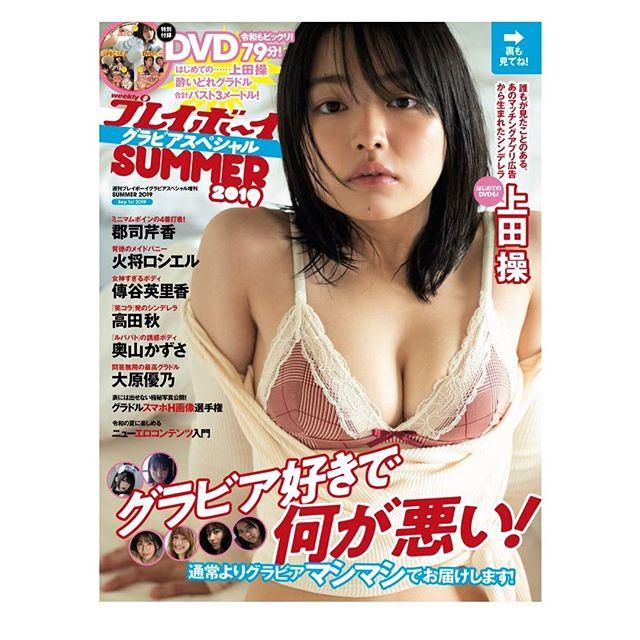 特別付録
DVD
令和もビックリ!
79分!
はじめての……上田操
酔いどれグラドル
合計バスト3メートル!
裏も
見てね!
weekly
プレイボーイ
グラビアスペシャル
SUMMER
2019
週刊プレイボーイグラビアスペシャル増刊
SUMMER 2019
Sep 1st 2019
誰もが見たことのある、
あのマッチングアプリ広告
から生まれたシンデレラ
はじめての
DVDも!
上田操
ミニマムボインの4番打者!
郡司芹香
背徳のメイドバニー
火将ロシエル
女神すぎるボディ
傳谷英里香
「笑コラ」発のシンデレラ
高田秋
「ルパパト」の誘惑ボディ
奥山かずさ
問答無用の最高グラドル
大原優乃
表には出せない極秘写真公開!
グラドルスマホH画像選手権
令和の夏に楽しめる
ニューエロコンテンツ入門
グラビア好きで
何が悪い!
通常よりグラビアマシマシでお届けします!